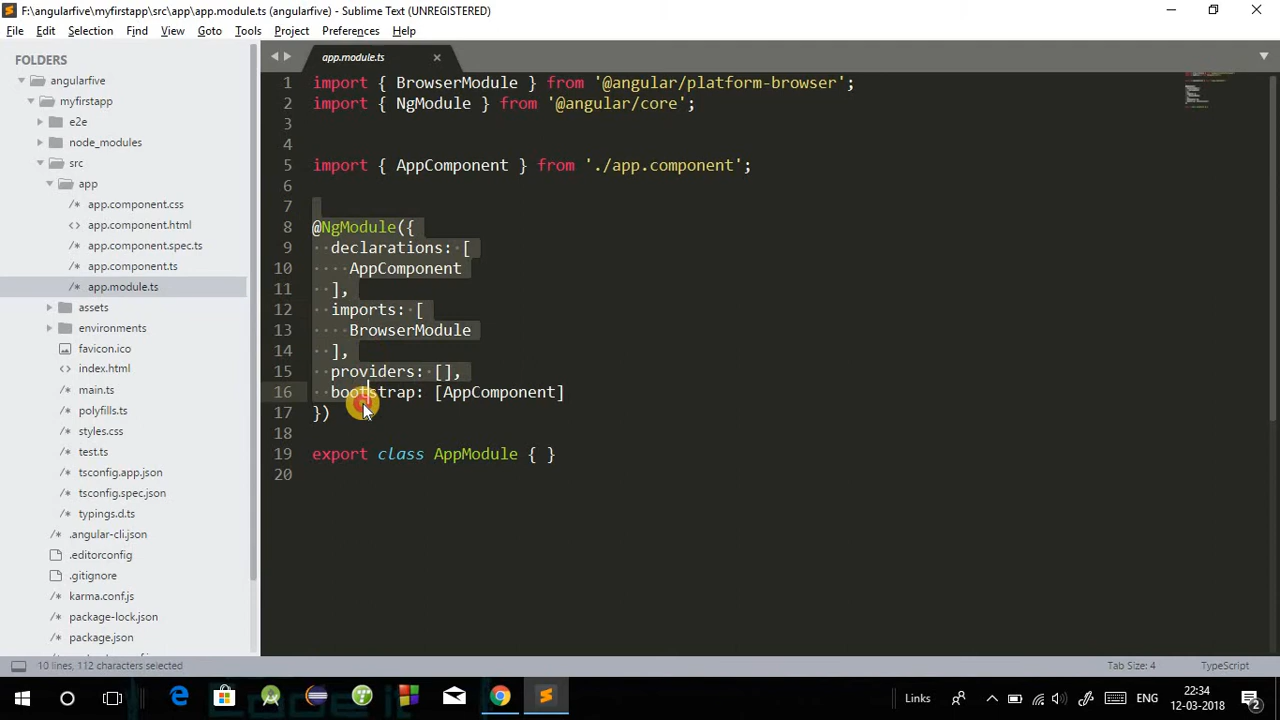 F:\angularfive\myfirstapp\src\app\app.module.ts (angularfive) - Sublime Text (UNREGISTERED)
File Edit Selection Find View Goto Tools Project Preferences Help
FOLDERS
angularfive
myfirstapp
e2e
node_modules
src
app
app.component.css
app.component.html
app.component.spec.ts
app.component.ts
app.module.ts
assets
environments
favicon.ico
index.html
main.ts
polyfills.ts
styles.css
test.ts
tsconfig.app.json
tsconfig.spec.json
typings.d.ts
.angular-cli.json
.editorconfig
.gitignore
karma.conf.js
package-lock.json
package.json
app.module.ts
1 import { BrowserModule } from '@angular/platform-browser';
2 import { NgModule } from '@angular/core';
3
4
5 import { AppComponent } from './app.component';
6
7
8 @NgModule({
9 declarations: [
10 AppComponent
11 ],
12 imports: [
13 BrowserModule
14 ],
15 providers: [],
16 bootstrap: [AppComponent]
17 })
18
19 export class AppModule { }
20
10 lines, 112 characters selected
Tab Size: 4
TypeScript
Links
ENG
22:34
12-03-2018
2